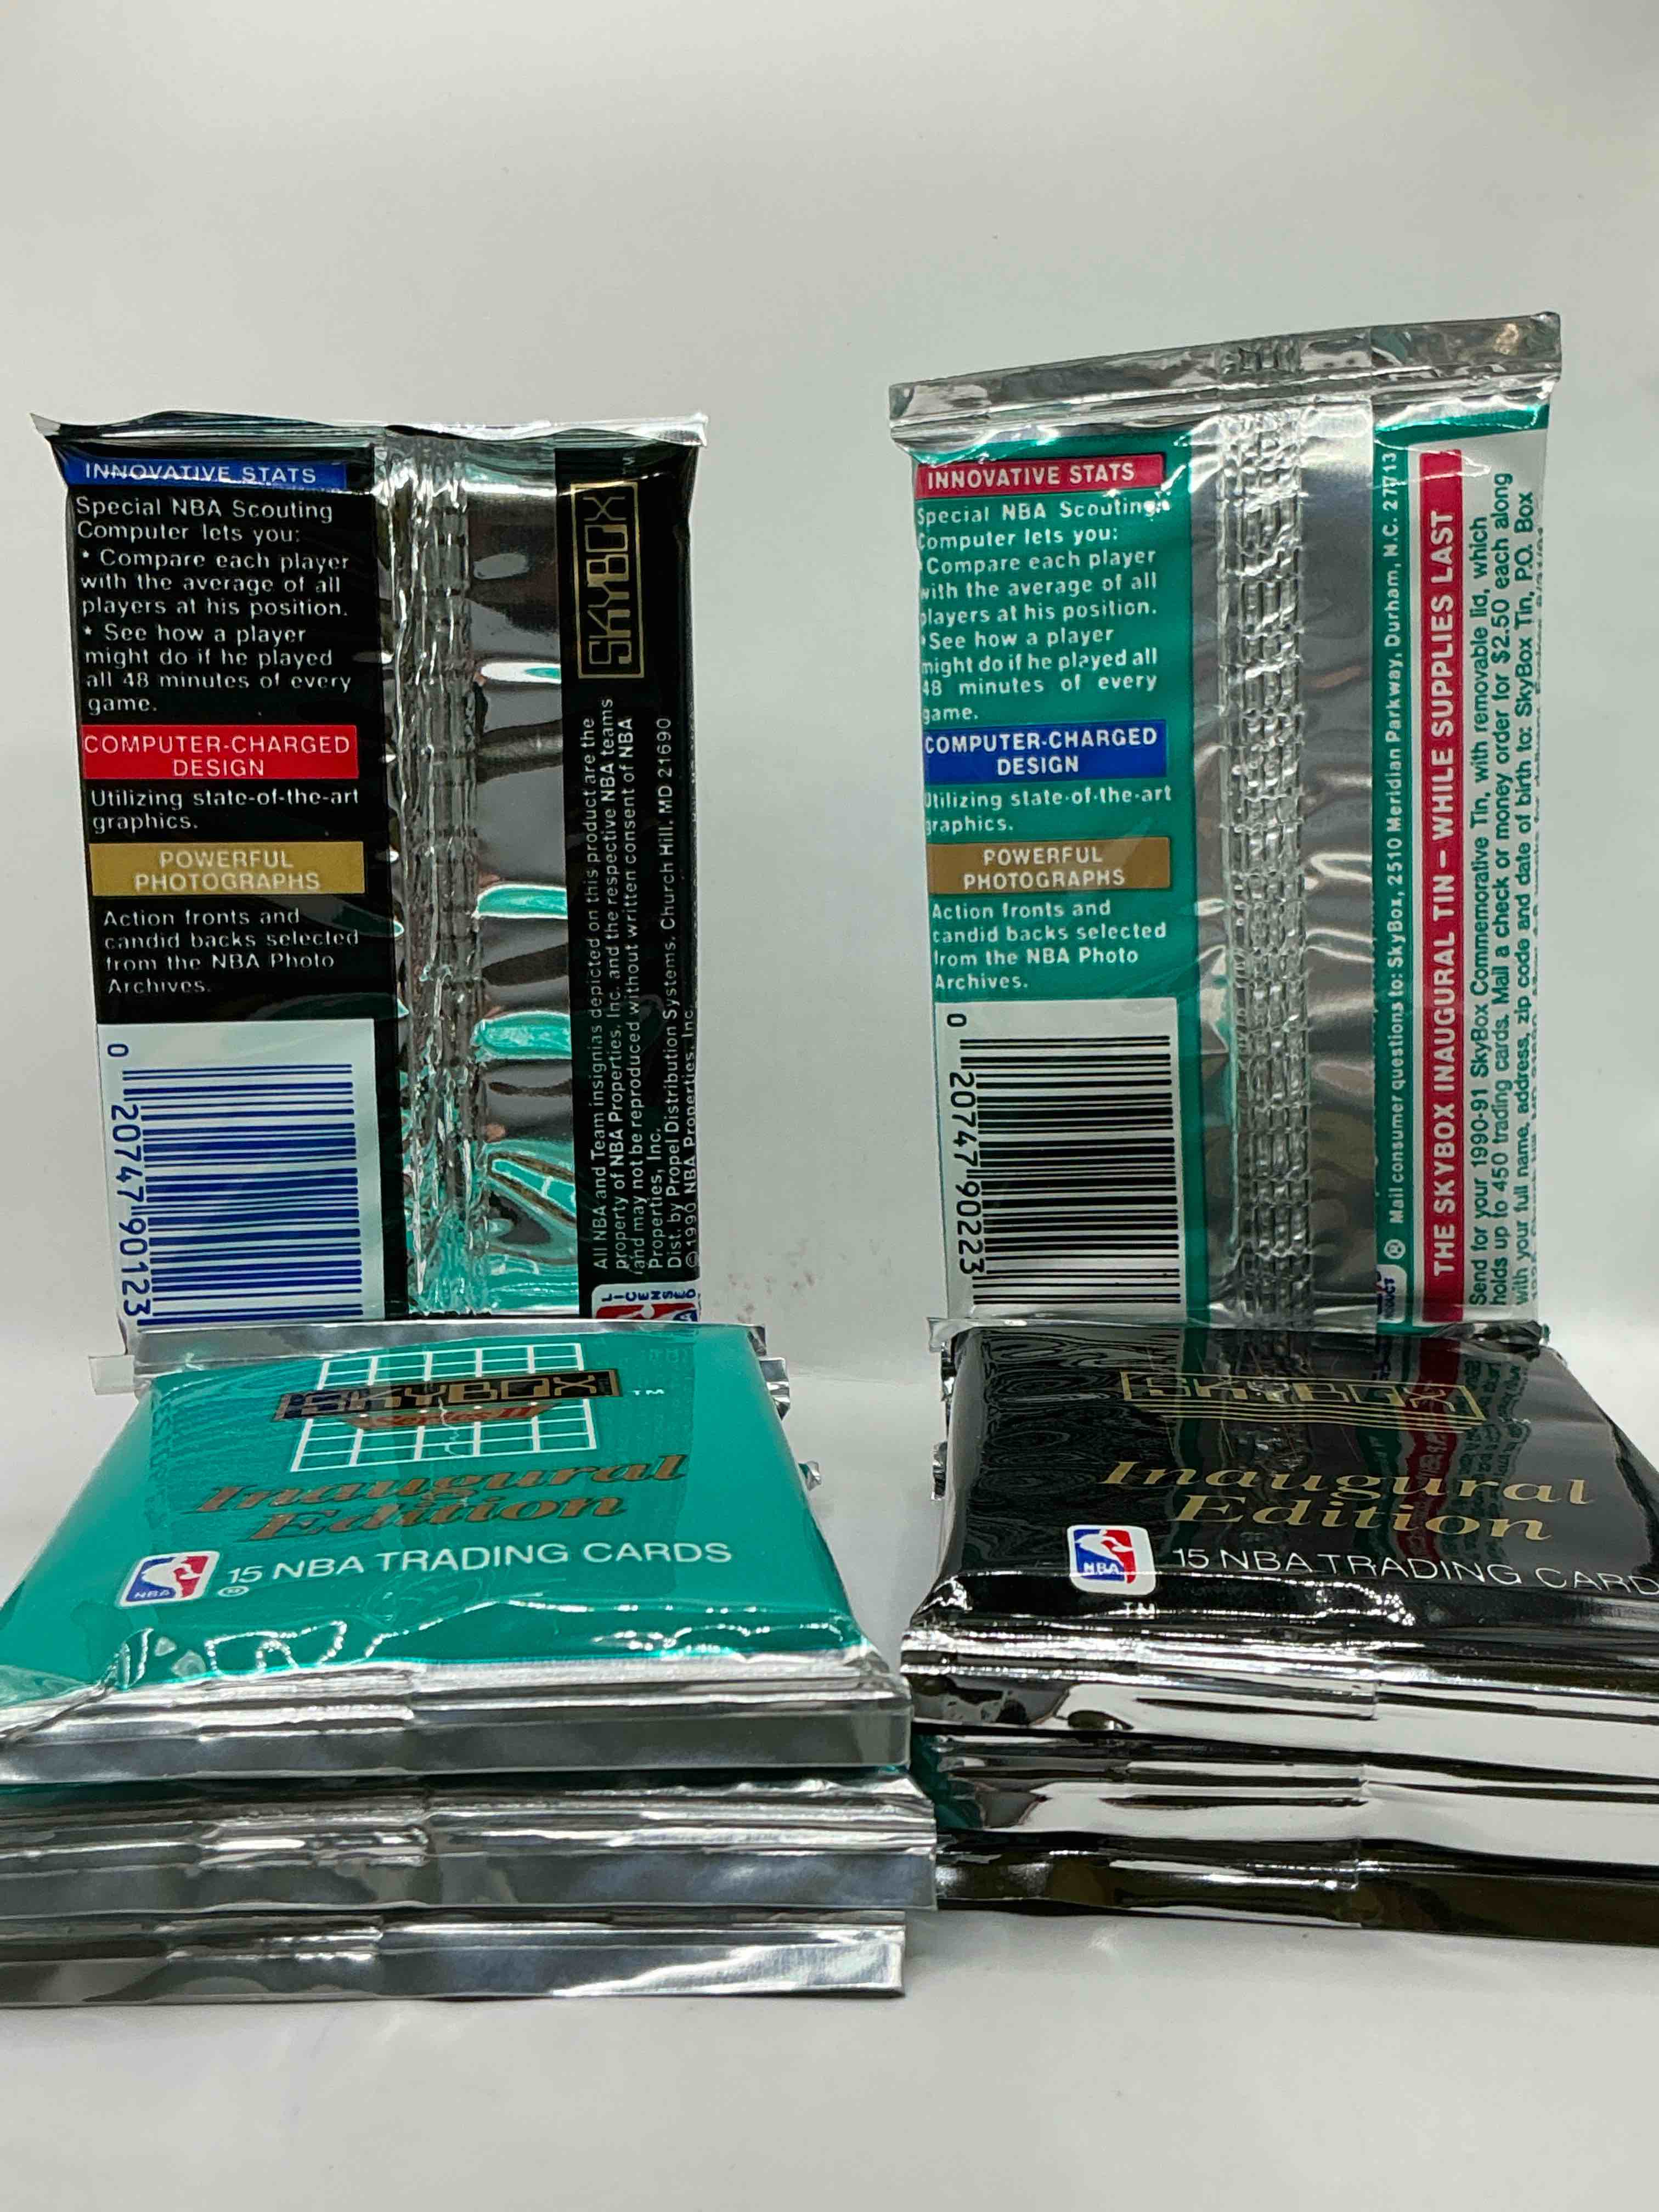 INNOVATIVE STATS
Special NBA Scouting
Computer lets you:
• Compare each player
with the average of all
players at his position.
• See how a player
might do if he played
all 48 minutes of every
game.
COMPUTER-CHARGED
DESIGN
Utilizing state-of-the-art
graphics.
POWERFUL
PHOTOGRAPHS
Action fronts and
candid backs selected
from the NBA Photo
Archives.
0 20747 90123
SKYBOX TM
All NBA and Team insignias depicted on this product are the
property of NBA Properties, Inc. and the respective NBA teams
and may not be reproduced without written consent of NBA
Properties, Inc.
Dist. by Propel Distribution Systems, Church Hill, MD 21690
©1990 NBA Properties, Inc.
LICENSED
INNOVATIVE STATS
Special NBA Scouting
Computer lets you:
• Compare each player
with the average of all
players at his position.
• See how a player
might do if he played all
48 minutes of every
game.
COMPUTER-CHARGED
DESIGN
Utilizing state-of-the-art
graphics.
POWERFUL
PHOTOGRAPHS
Action fronts and
candid backs selected
from the NBA Photo
Archives.
0 20747 90223
® Mail consumer questions to: SkyBox, 2510 Meridian Parkway, Durham, N.C. 27713
THE SKYBOX INAUGURAL TIN – WHILE SUPPLIES LAST
Send for your 1990-91 SkyBox Commemorative Tin, with removable lid, which
holds up to 450 trading cards. Mail a check or money order for $2.50 each along
with your full name, address, zip code and date of birth to: SkyBox Tin, P.O. Box
SKYBOX TM
Series II
Inaugural
Edition
NBA ® 15 NBA TRADING CARDS
SKYBOX
Inaugural
Edition
NBA TM 15 NBA TRADING CARD